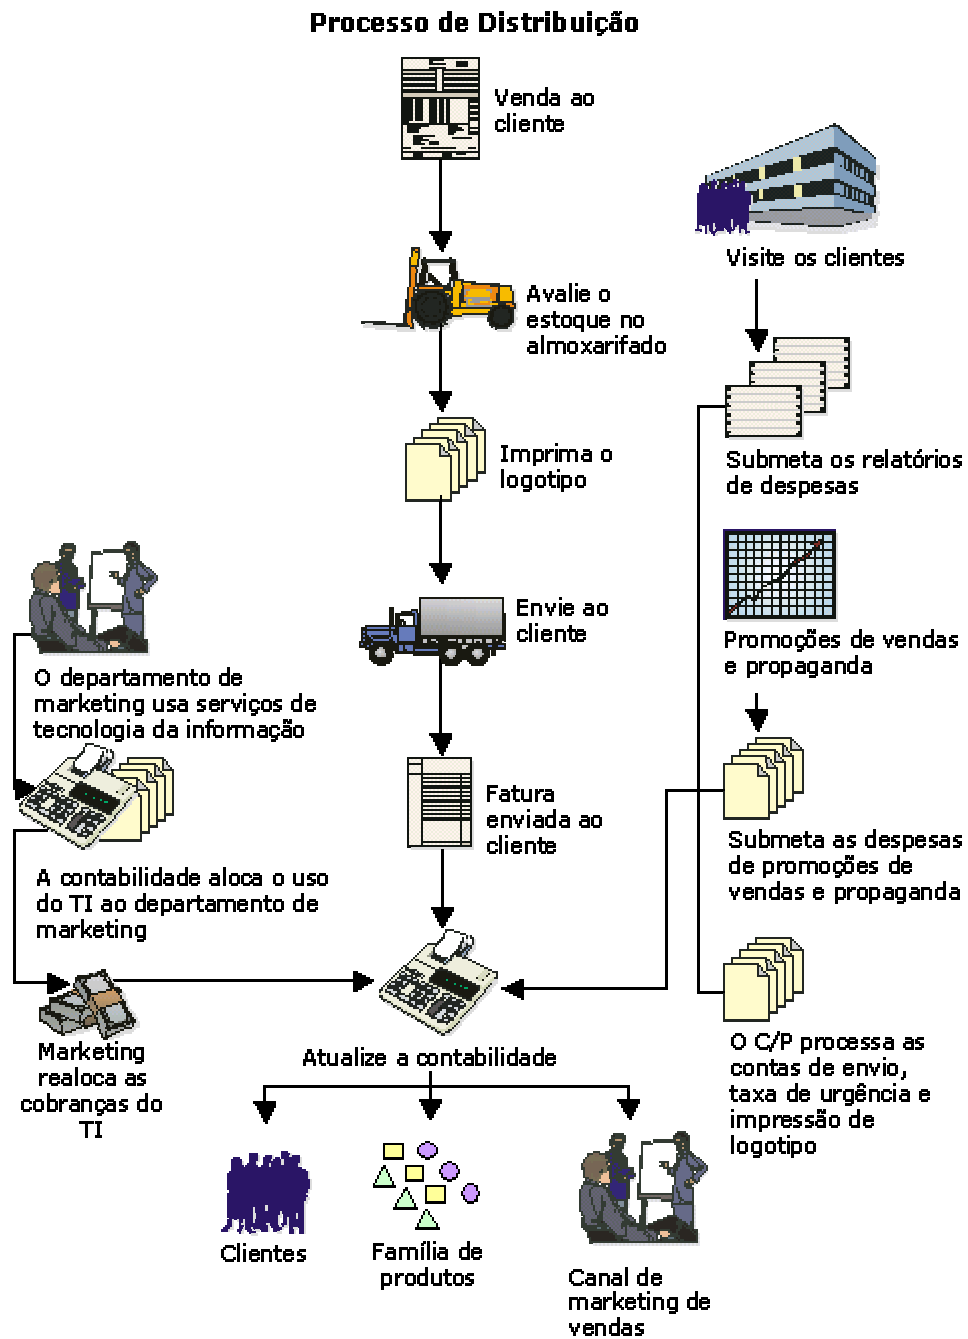 Processo de Distribuição
Venda ao
cliente
Visite os clientes
Avalie o
estoque no
almoxarifado
Imprima o
logotipo
Submeta os relatórios
de despesas
Envie ao
cliente
Promoções de vendas
e propaganda
O departamento de
marketing usa serviços de
tecnologia da informação
Fatura
enviada ao
cliente
Submeta as despesas
de promoções de
vendas e propaganda
A contabilidade aloca o uso
do TI ao departamento de
marketing
Marketing
realoca as
cobranças do
TI
Atualize a contabilidade
O C/P processa as
contas de envio,
taxa de urgência e
impressão de
logotipo
Clientes
Família de
produtos
Canal de
marketing de
vendas